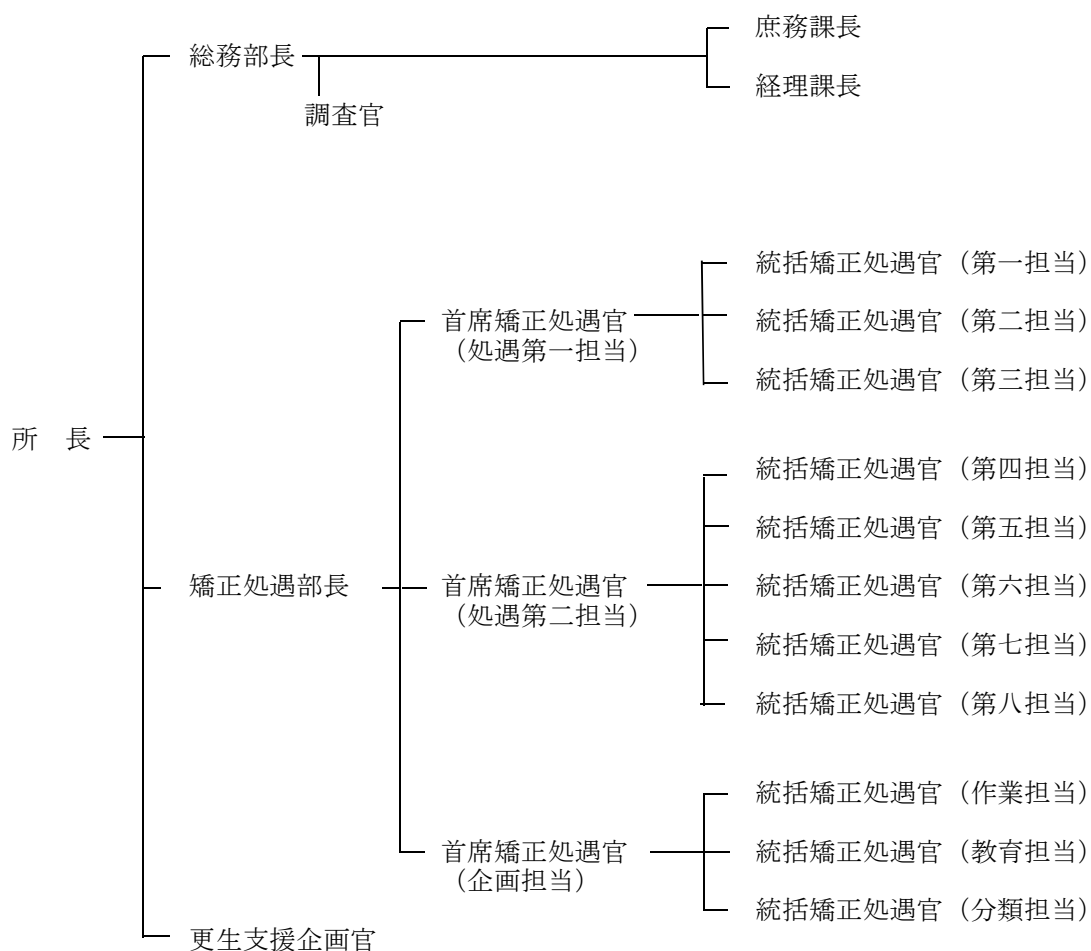 総務部長
調査官
庶務課長
経理課長
所　長
矯正処遇部長
首席矯正処遇官
（処遇第一担当）
統括矯正処遇官（第一担当）
統括矯正処遇官（第二担当）
統括矯正処遇官（第三担当）
首席矯正処遇官
（処遇第二担当）
統括矯正処遇官（第四担当）
統括矯正処遇官（第五担当）
統括矯正処遇官（第六担当）
統括矯正処遇官（第七担当）
統括矯正処遇官（第八担当）
首席矯正処遇官
（企画担当）
統括矯正処遇官（作業担当）
統括矯正処遇官（教育担当）
統括矯正処遇官（分類担当）
更生支援企画官